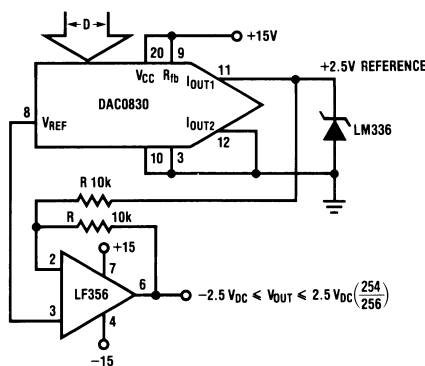 D
+15V
20 9
VCC Rfb
11
+2.5V REFERENCE
IOUT1
8
VREF
DAC0830
IOUT2
12
LM336
10 3
R 10k
R 10k
+15
2
7
LF356
6
−2.5 VDC ≤ VOUT ≤ 2.5 VDC(254/256)
3
4
−15